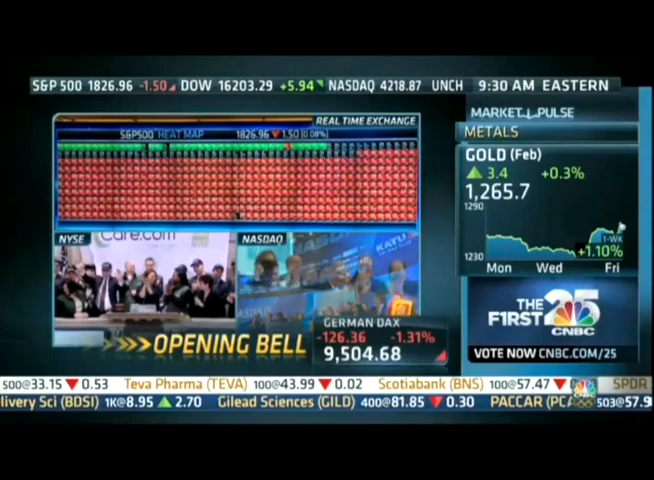 S&P 500 1826.96 -1.50 DOW 16203.29 +5.94 NASDAQ 4218.87 UNCH 9:30 AM EASTERN
REAL TIME EXCHANGE
S&P500 HEAT MAP 1826.96 ▼ 1.50 [0.08%]
NYSE
Care.com
NASDAQ
NASDAQ
KATU
OPENING BELL
GERMAN DAX
-126.36 -1.31%
9,504.68
MARKET PULSE
METALS
GOLD (Feb)
▲ 3.4 +0.3%
1,265.7
1290
1-WK
+1.10%
1230
Mon Wed Fri
THE F1RST 25
CNBC
VOTE NOW CNBC.COM/25
500@33.15 ▼ 0.53 Teva Pharma (TEVA) 100@43.99 ▼ 0.02 Scotiabank (BNS) 100@57.47 ▼ SPDR
livery Sci (BDSI) 1K@8.95 ▲ 2.70 Gilead Sciences (GILD) 400@81.85 ▼ 0.30 PACCAR (PCA 503@57.9